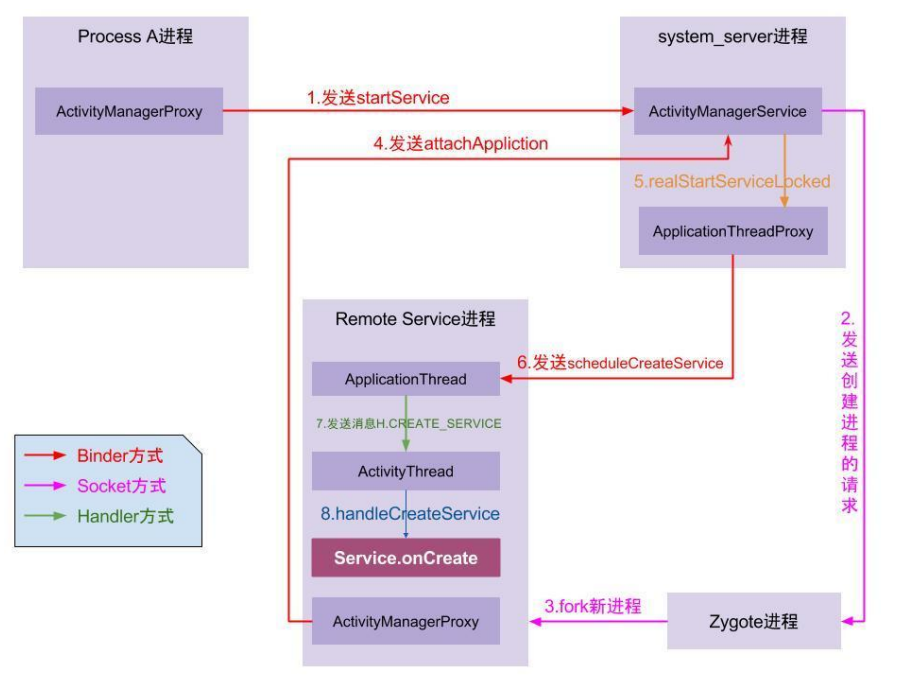 Process A进程
system_server进程
ActivityManagerProxy
1.发送startService
ActivityManagerService
4.发送attachAppliction
5.realStartServiceLocked
ApplicationThreadProxy
Remote Service进程
2.发送创建进程的请求
6.发送scheduleCreateService
ApplicationThread
7.发送消息H.CREATE_SERVICE
Binder方式
Socket方式
Handler方式
ActivityThread
8.handleCreateService
Service.onCreate
ActivityManagerProxy
3.fork新进程
Zygote进程